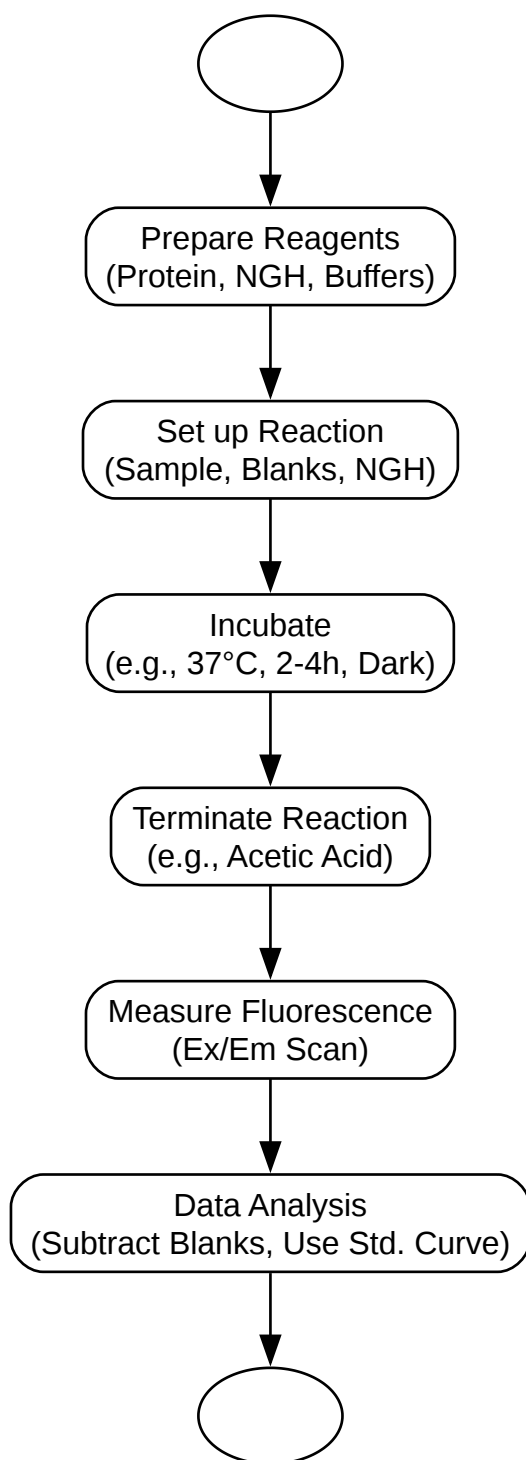 Prepare Reagents
(Protein, NGH, Buffers)
Set up Reaction
(Sample, Blanks, NGH)
Incubate
(e.g., 37°C, 2-4h, Dark)
Terminate Reaction
(e.g., Acetic Acid)
Measure Fluorescence
(Ex/Em Scan)
Data Analysis
(Subtract Blanks, Use Std. Curve)